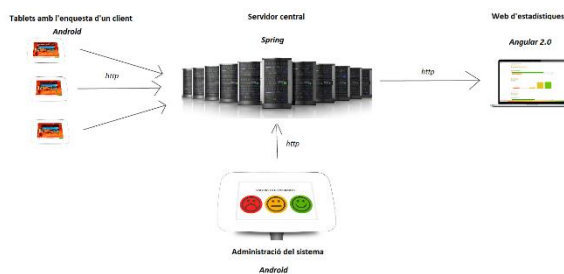 Tablets amb l'enquesta d'un client
Android
Servidor central
Spring
Web d'estadístiques
Angular 2.0
http
http
http
Administració del sistema
Android